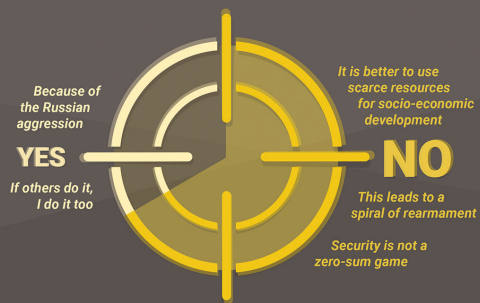 Because of
the Russian
aggression
YES
If others do it,
I do it too
It is better to use
scarce resources
for socio-economic
development
NO
This leads to a
spiral of rearmament
Security is not a
zero-sum game